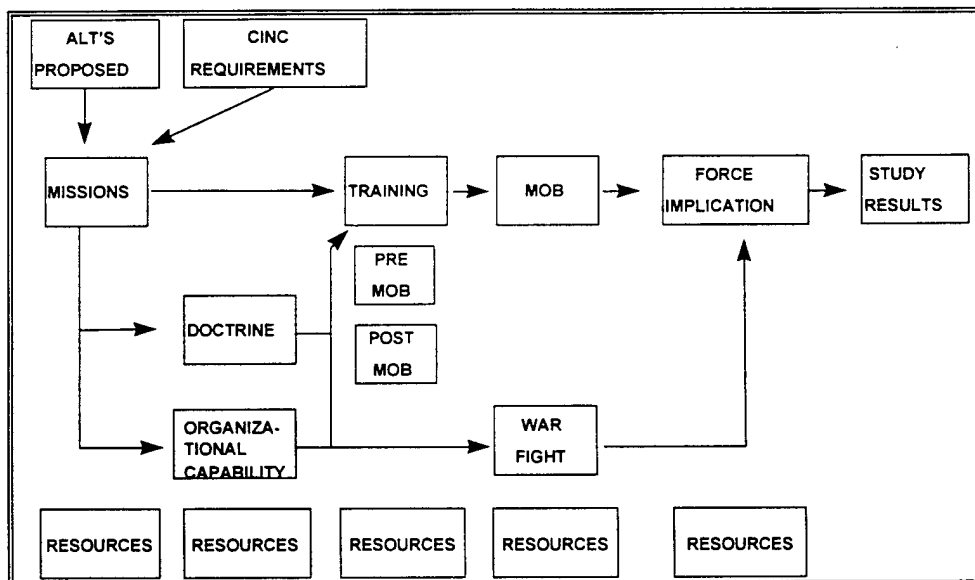 ALT'S
PROPOSED
CINC
REQUIREMENTS
MISSIONS
TRAINING
MOB
FORCE
IMPLICATION
STUDY
RESULTS
PRE
MOB
DOCTRINE
POST
MOB
ORGANIZA-
TIONAL
CAPABILITY
WAR
FIGHT
RESOURCES
RESOURCES
RESOURCES
RESOURCES
RESOURCES